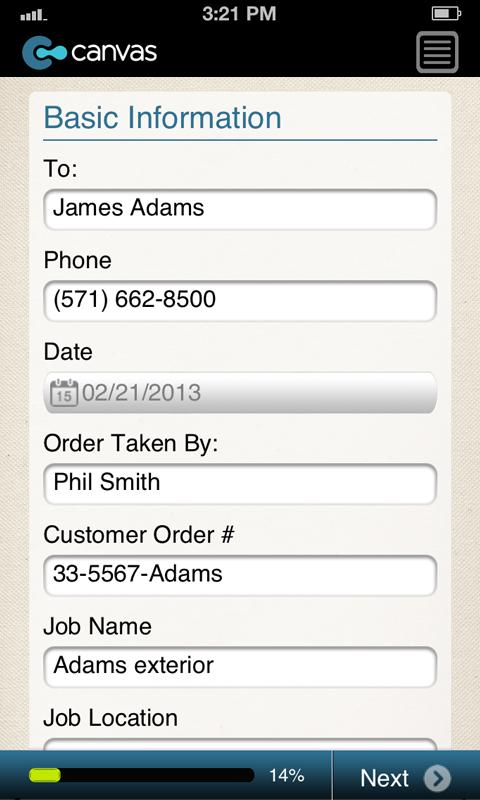 3:21 PM
canvas
Basic Information
To:
James Adams
Phone
(571) 662-8500
Date
15 02/21/2013
Order Taken By:
Phil Smith
Customer Order #
33-5567-Adams
Job Name
Adams exterior
Job Location
14% Next